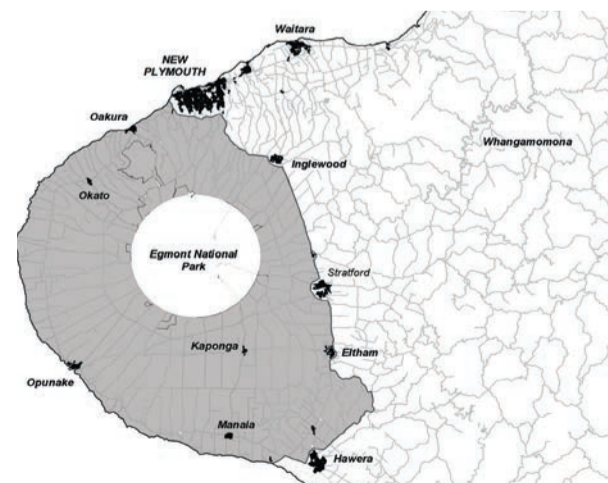 Waitara
NEW
PLYMOUTH
Oakura
Whangamomona
Inglewood
Okato
Egmont National
Park
Stratford
Kaponga
Eltham
Opunake
Manaia
Hawera